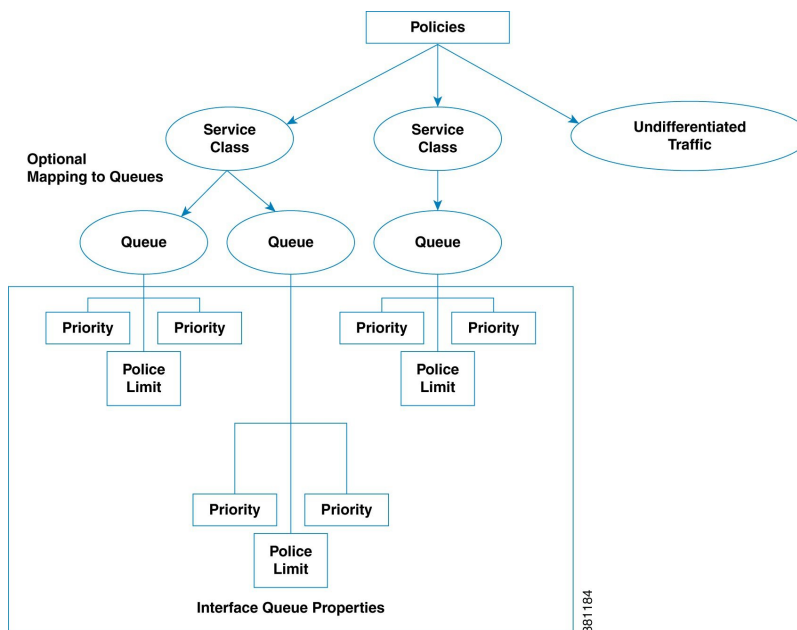 Policies
Service
Class
Service
Class
Undifferentiated
Traffic
Optional
Mapping to Queues
Queue
Queue
Queue
Priority
Priority
Police
Limit
Priority
Priority
Police
Limit
Priority
Priority
Police
Limit
Interface Queue Properties
381184